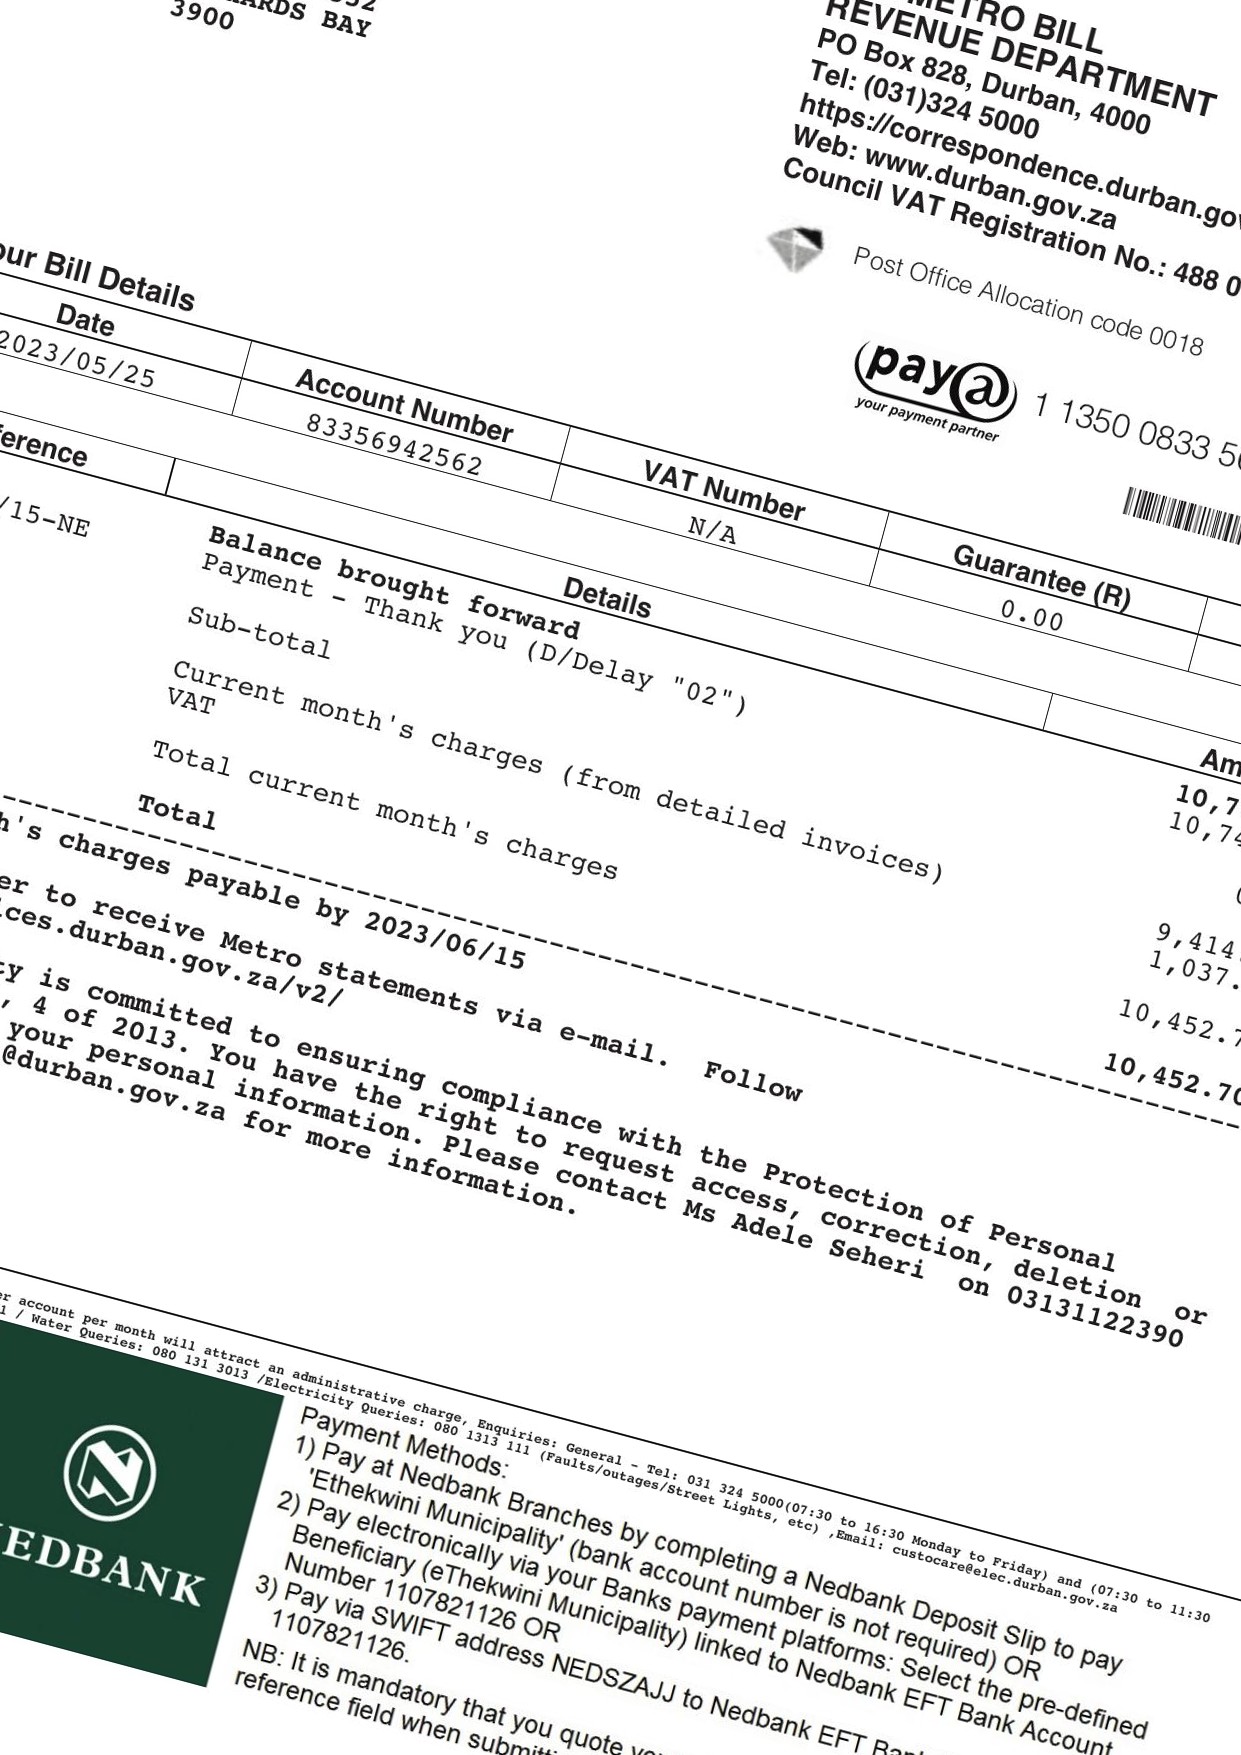 RDS BAY
3900
METRO BILL
REVENUE DEPARTMENT
PO Box 828, Durban, 4000
Tel: (031)324 5000
https://correspondence.durban.gov
Web: www.durban.gov.za
Council VAT Registration No.: 488 0
Post Office Allocation code 0018
pay@
your payment partner
1 1350 0833 56
our Bill Details
Date
Account Number
VAT Number
Guarantee (R)
2023/05/25
83356942562
N/A
0.00
ference
Details
Am
/15-NE
Balance brought forward
10,7
Payment - Thank you (D/Delay "02")
10,74
Sub-total
Current month's charges (from detailed invoices)
9,414.
VAT
1,037.
Total current month's charges
10,452.7
Total
10,452.70
h's charges payable by 2023/06/15
er to receive Metro statements via e-mail. Follow
ices.durban.gov.za/v2/
ty is committed to ensuring compliance with the Protection of Personal
, 4 of 2013. You have the right to request access, correction, deletion or
your personal information. Please contact Ms Adele Seheri on 03131122390
@durban.gov.za for more information.
er account per month will attract an administrative charge, Enquiries: General - Tel: 031 324 5000(07:30 to 16:30 Monday to Friday) and (07:30 to 11:30
1 / Water Queries: 080 131 3013 /Electricity Queries: 080 1313 111 (Faults/outages/Street Lights, etc) ,Email: custocare@elec.durban.gov.za
NEDBANK
Payment Methods:
1) Pay at Nedbank Branches by completing a Nedbank Deposit Slip to pay
'Ethekwini Municipality' (bank account number is not required) OR
2) Pay electronically via your Banks payment platforms: Select the pre-defined
Beneficiary (eThekwini Municipality) linked to Nedbank EFT Bank Account
Number 1107821126 OR
3) Pay via SWIFT address NEDSZAJJ to Nedbank EFT Ban
1107821126.
NB: It is mandatory that you quote yo
reference field when submitti